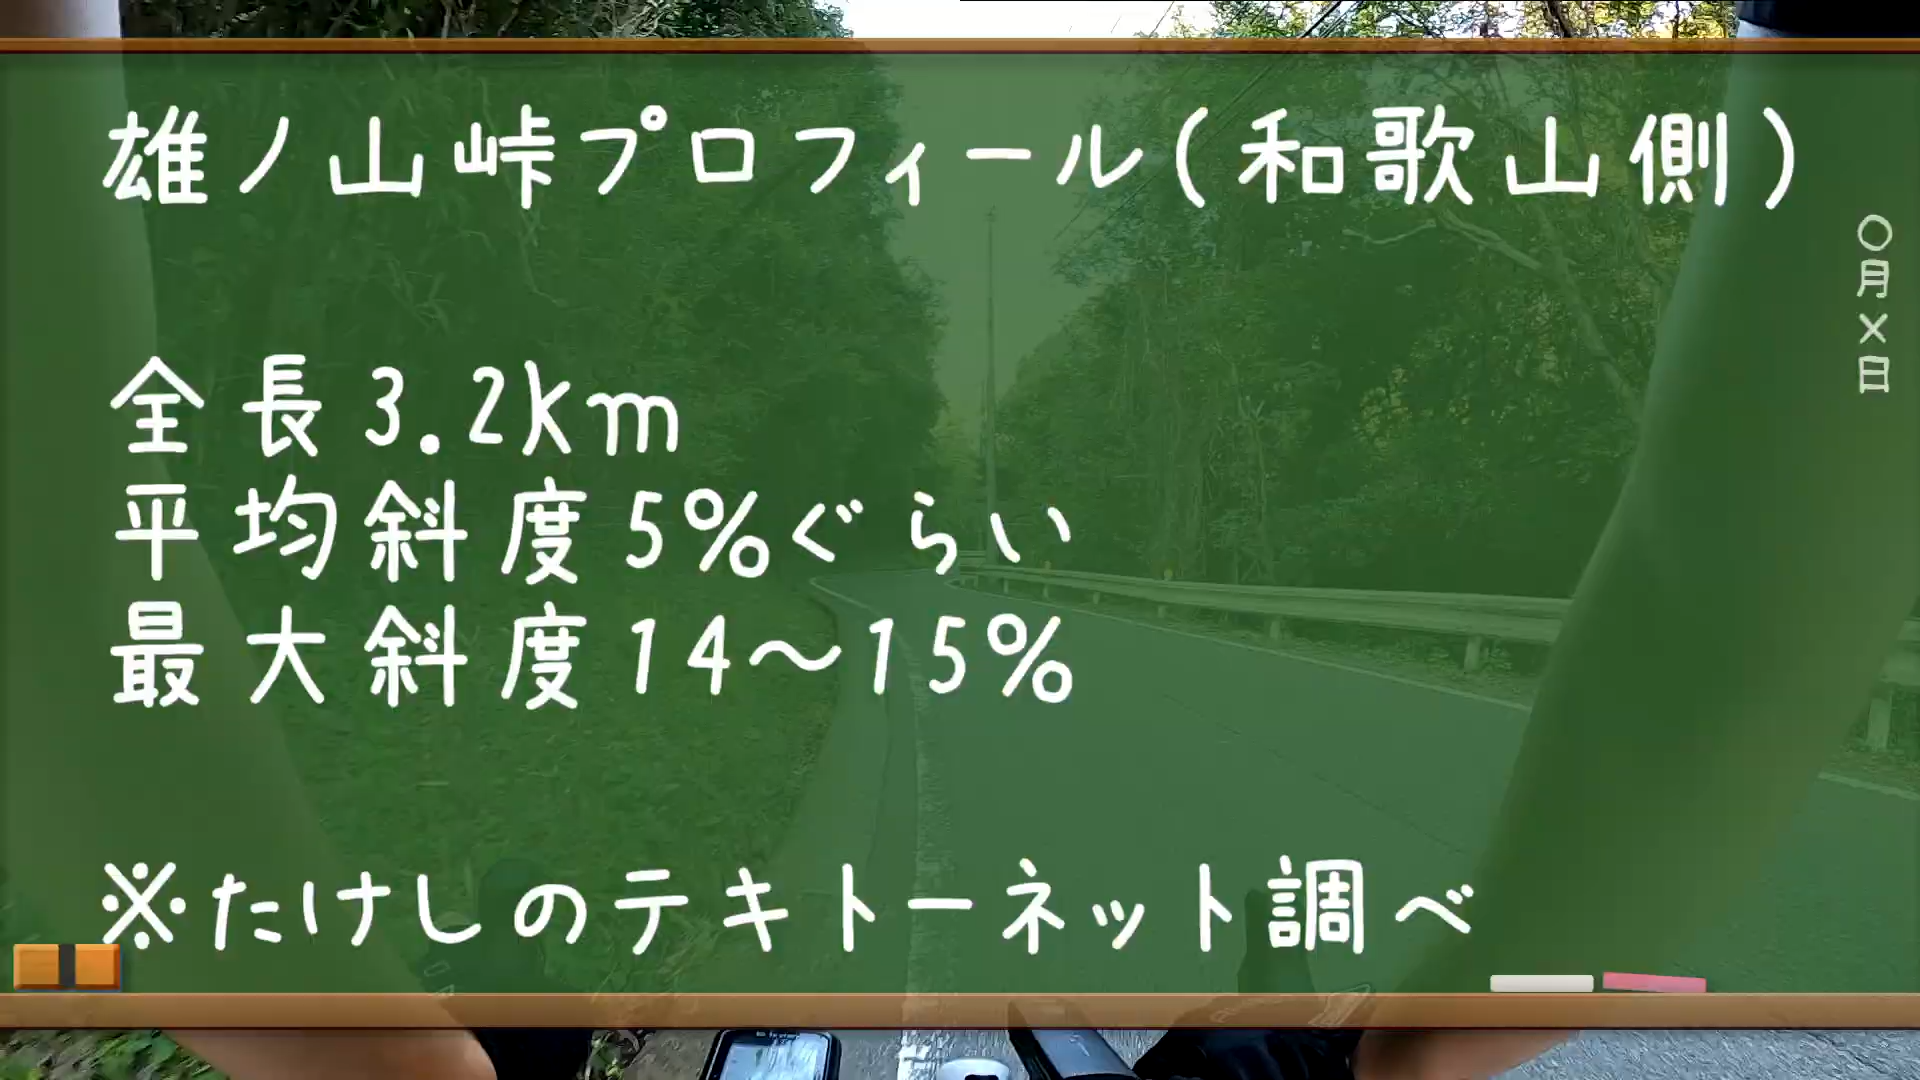 雄ノ山峠プロフィール(和歌山側)
〇月×日
全長3.2km
平均斜度5%ぐらい
最大斜度14～15%
※たけしのテキトーネット調べ